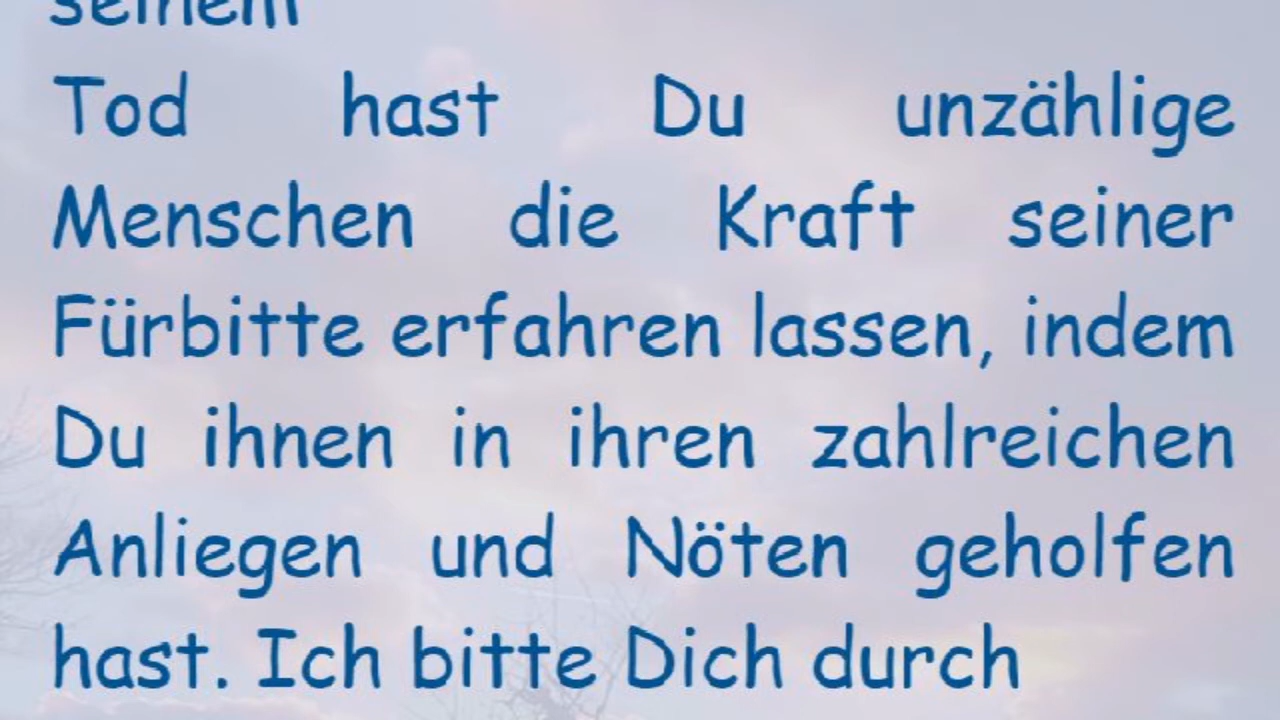 seinem
Tod hast Du unzählige
Menschen die Kraft seiner
Fürbitte erfahren lassen, indem
Du ihnen in ihren zahlreichen
Anliegen und Nöten geholfen
hast. Ich bitte Dich durch